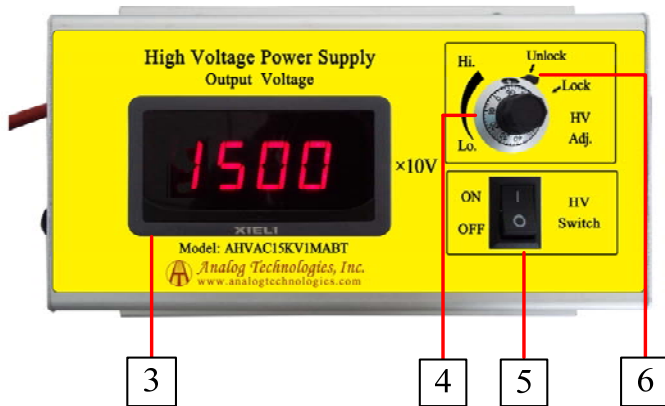 High Voltage Power Supply
Output Voltage
1500
×10V
XIELI
Model: AHVAC15KV1MABT
Analog Technologies, Inc.
www.analogtechnologies.com
Hi.
Unlock
Lock
HV
Adj.
Lo.
ON
OFF
HV
Switch
3
4
5
6